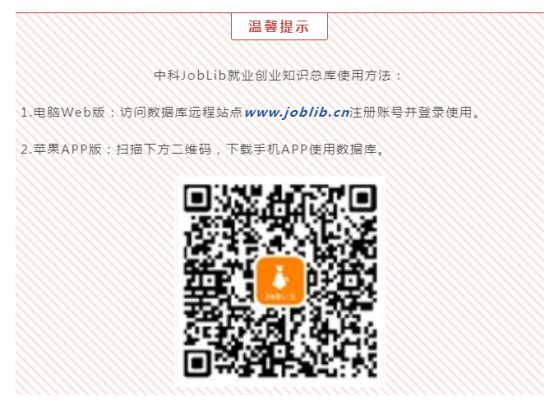 温馨提示
中科JobLib就业创业知识总库使用方法：
1.电脑Web版：访问数据库远程站点www.joblib.cn注册账号并登录使用。
2.苹果APP版：扫描下方二维码，下载手机APP使用数据库。
JobLib